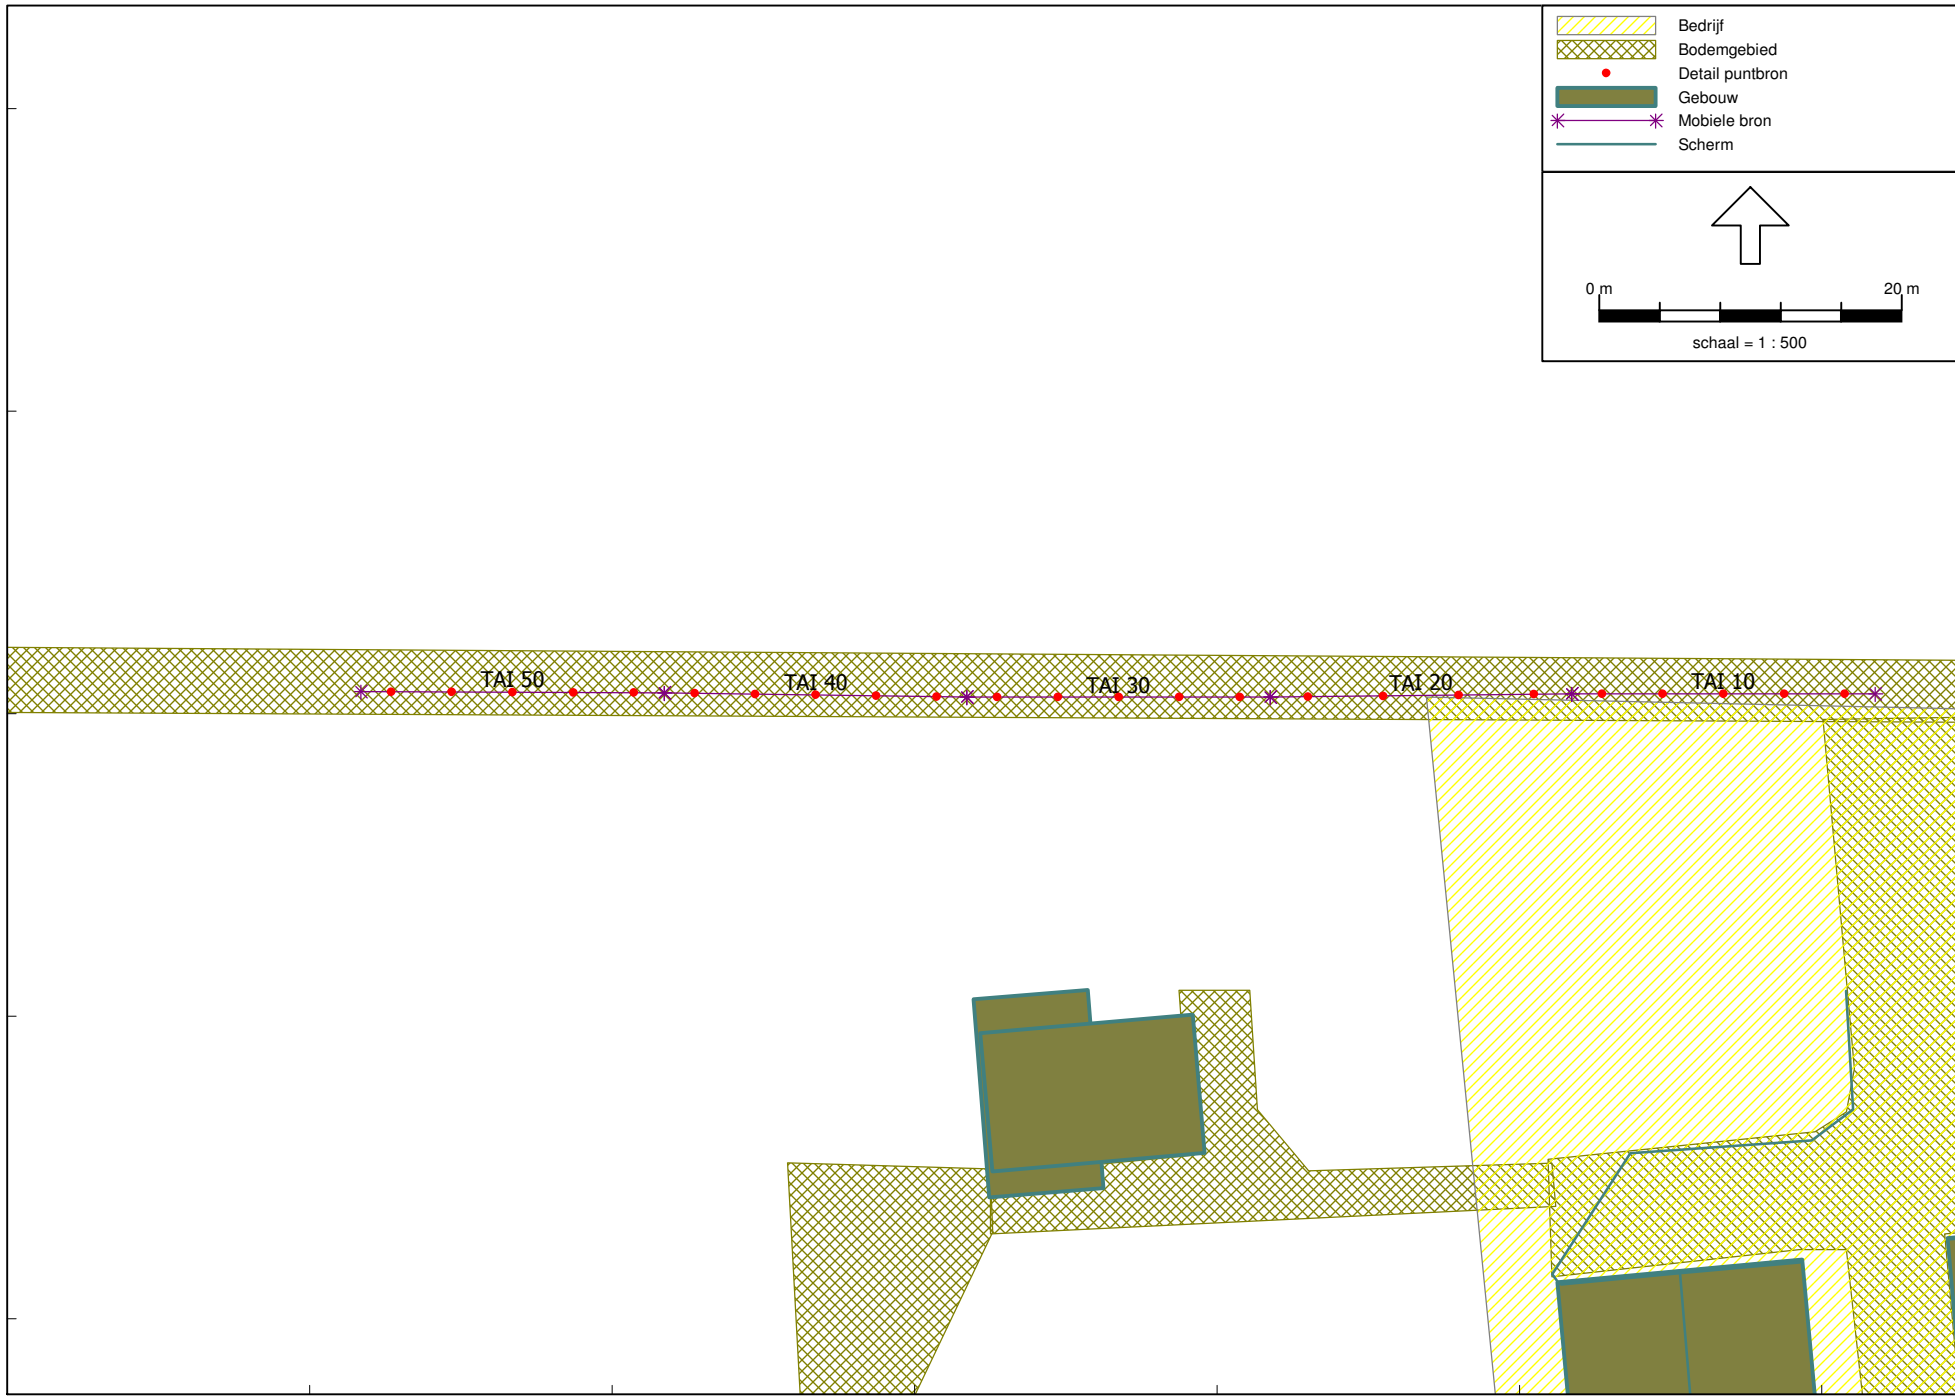 Bedrijf
Bodemgebied
Detail puntbron
Gebouw
Mobiele bron
Scherm
0 m 20 m
schaal = 1 : 500
TAI 50 TAI 40 TAI 30 TAI 20 TAI 10